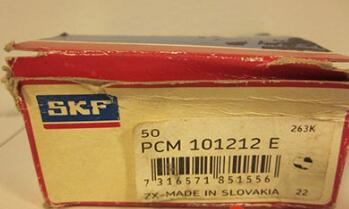 SKF
50 263K
PCM 101212 E
7 316571 851556
ZX-MADE IN SLOVAKIA 22